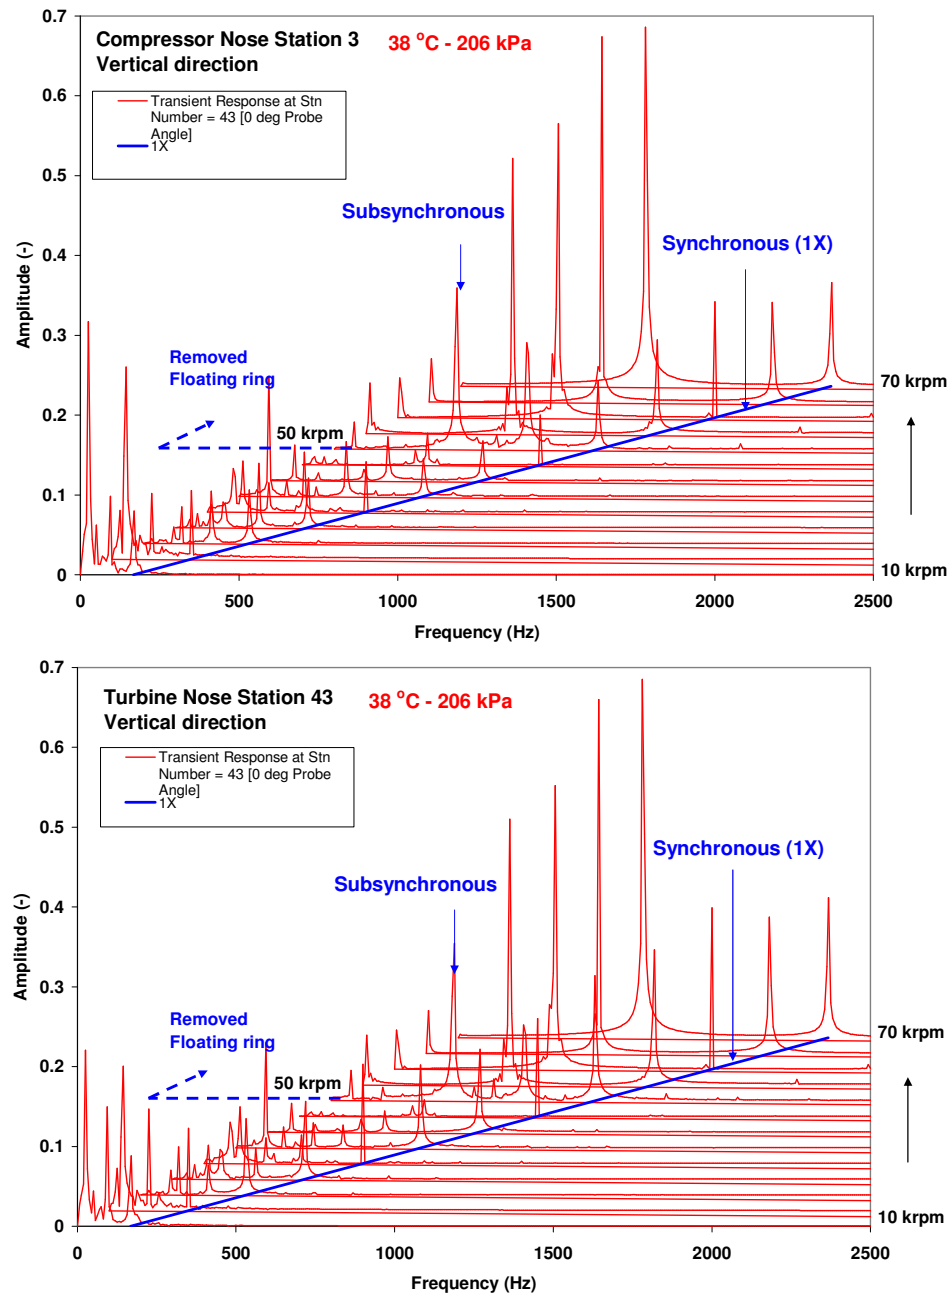 0.7
Compressor Nose Station 3
38 °C - 206 kPa
Vertical direction
0.6
Transient Response at Stn
Number = 43 [0 deg Probe
Angle]
1X
0.5
Subsynchronous
Synchronous (1X)
0.4
Amplitude (-)
0.3
Removed
Floating ring
70 krpm
0.2
50 krpm
0.1
10 krpm
0
0 500 1000 1500 2000 2500
Frequency (Hz)
0.7
Turbine Nose Station 43
38 °C - 206 kPa
Vertical direction
0.6
Transient Response at Stn
Number = 43 [0 deg Probe
Angle]
1X
0.5
Synchronous (1X)
Subsynchronous
0.4
Amplitude (-)
0.3
Removed
Floating ring
70 krpm
0.2
50 krpm
0.1
10 krpm
0
0 500 1000 1500 2000 2500
Frequency (Hz)